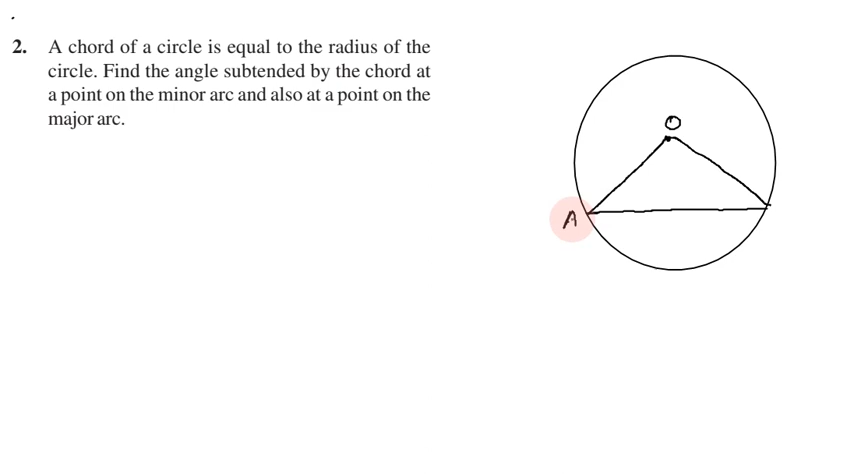 2. A chord of a circle is equal to the radius of the
circle. Find the angle subtended by the chord at
a point on the minor arc and also at a point on the
major arc.
O
A